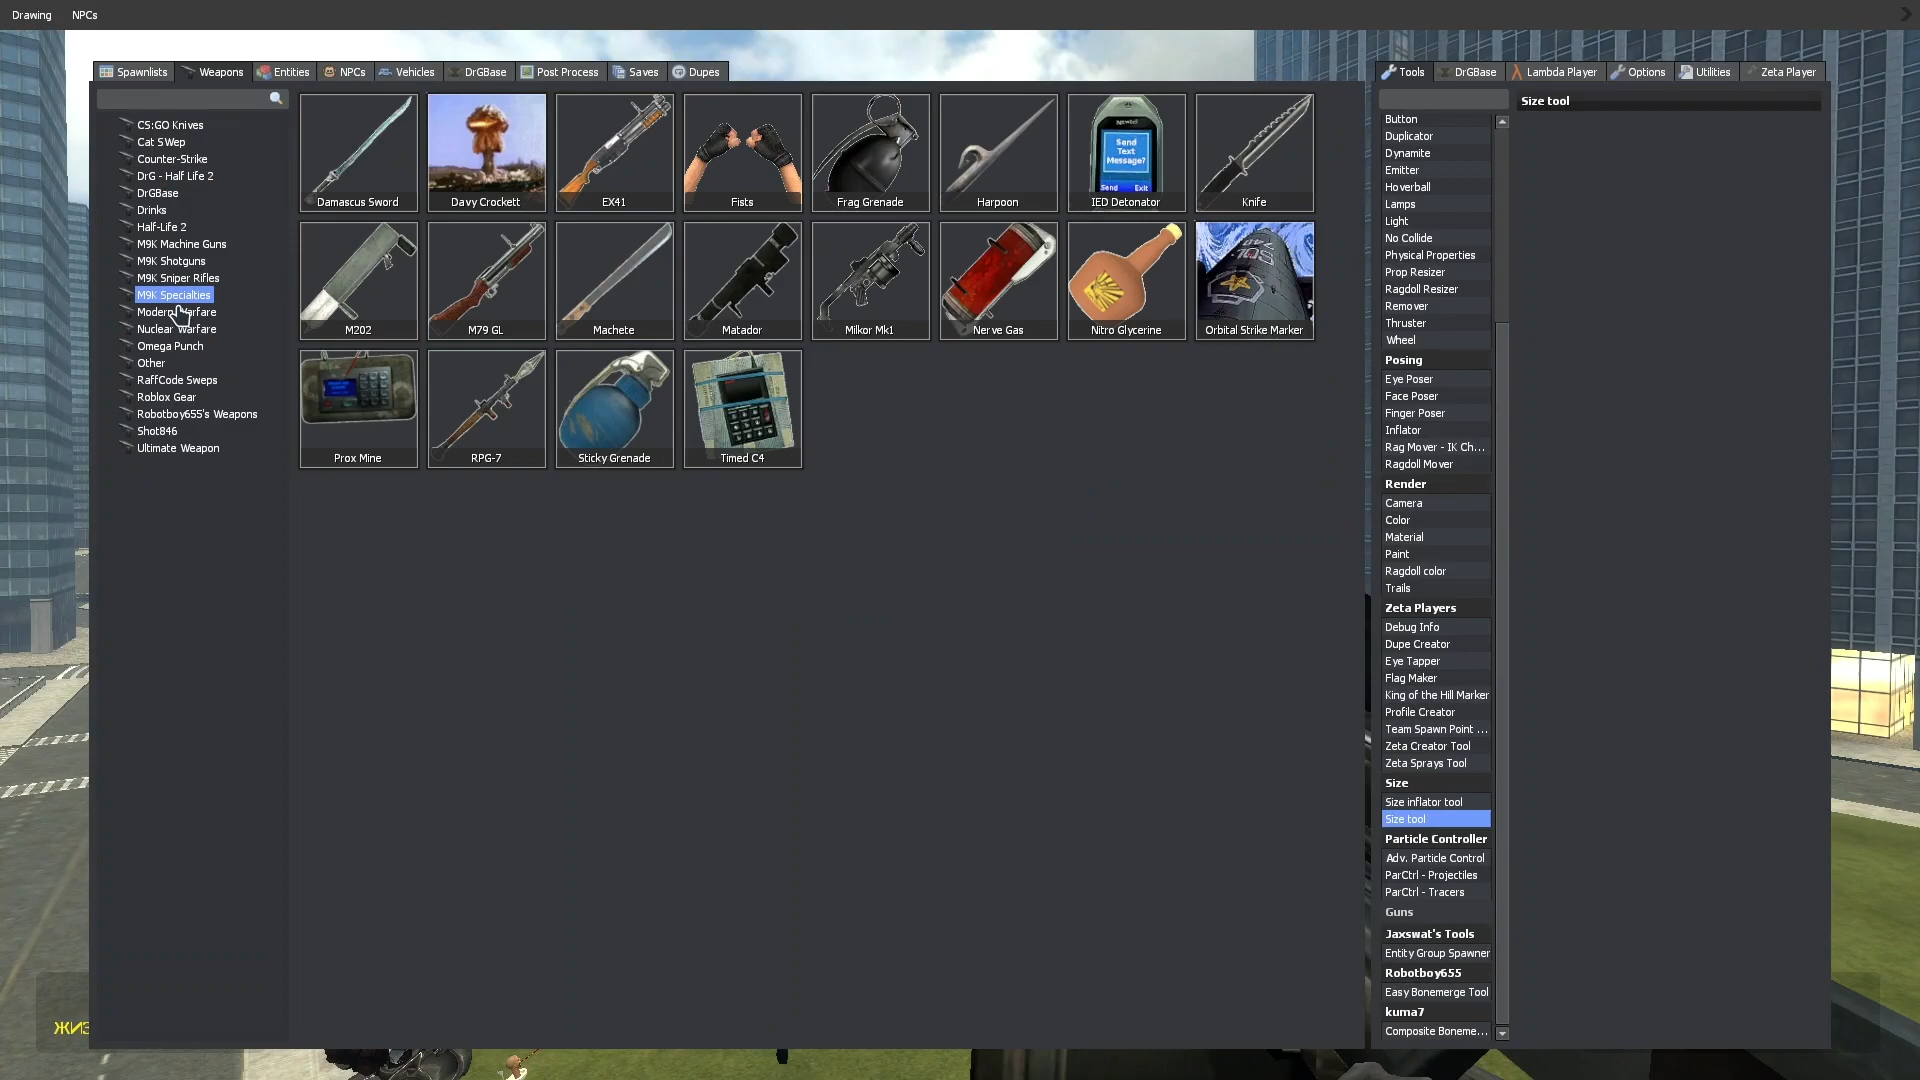 Drawing NPCs
Spawnlists Weapons Entities NPCs Vehicles DrGBase Post Process Saves Dupes
Tools DrGBase Lambda Player Options Utilities Zeta Player
CS:GO Knives
Cat SWep
Counter-Strike
DrG - Half Life 2
DrGBase
Drinks
Half-Life 2
M9K Machine Guns
M9K Shotguns
M9K Sniper Rifles
M9K Specialties
Modern Warfare
Nuclear Warfare
Omega Punch
Other
RaffCode Sweps
Roblox Gear
Robotboy655's Weapons
Shot846
Ultimate Weapon
Newtel
Send
Text
Message?
Send Exit
Damascus Sword Davy Crockett EX41 Fists Frag Grenade Harpoon IED Detonator Knife
M202 M79 GL Machete Matador Milkor Mk1 Nerve Gas Nitro Glycerine Orbital Strike Marker
Prox Mine RPG-7 Sticky Grenade Timed C4
Button
Duplicator
Dynamite
Emitter
Hoverball
Lamps
Light
No Collide
Physical Properties
Prop Resizer
Ragdoll Resizer
Remover
Thruster
Wheel
Posing
Eye Poser
Face Poser
Finger Poser
Inflator
Rag Mover - IK Ch...
Ragdoll Mover
Render
Camera
Color
Material
Paint
Ragdoll color
Trails
Zeta Players
Debug Info
Dupe Creator
Eye Tapper
Flag Maker
King of the Hill Marker
Profile Creator
Team Spawn Point ...
Zeta Creator Tool
Zeta Sprays Tool
Size
Size inflator tool
Size tool
Particle Controller
Adv. Particle Control
ParCtrl - Projectiles
ParCtrl - Tracers
Guns
Jaxswat's Tools
Entity Group Spawner
Robotboy655
Easy Bonemerge Tool
kuma7
Composite Boneme...
Size tool
ЖИЗ